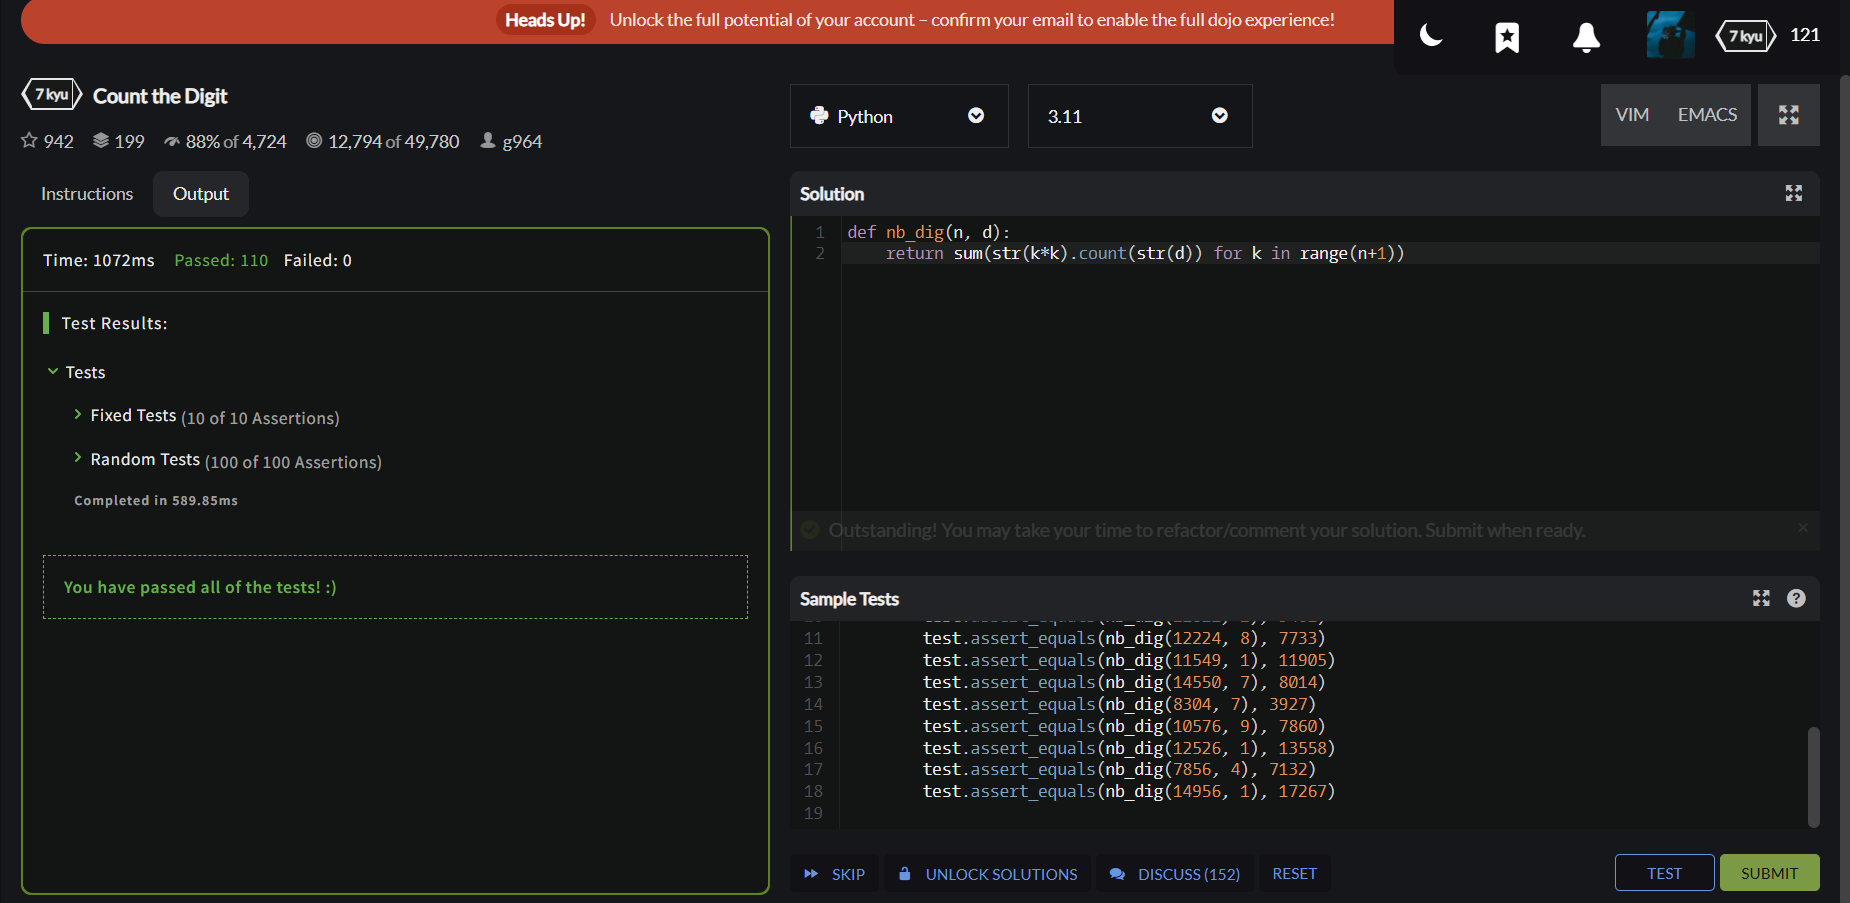 Heads Up! Unlock the full potential of your account – confirm your email to enable the full dojo experience!
7 kyu 121
7 kyu Count the Digit
942 199 88% of 4,724 12,794 of 49,780 g964
Python
3.11
VIM EMACS
Instructions Output
Time: 1072ms Passed: 110 Failed: 0
Test Results:
Tests
Fixed Tests (10 of 10 Assertions)
Random Tests (100 of 100 Assertions)
Completed in 589.85ms
You have passed all of the tests! :)
Solution
1 def nb_dig(n, d):
2 return sum(str(k*k).count(str(d)) for k in range(n+1))
Outstanding! You may take your time to refactor/comment your solution. Submit when ready.
Sample Tests
11 test.assert_equals(nb_dig(12224, 8), 7733)
12 test.assert_equals(nb_dig(11549, 1), 11905)
13 test.assert_equals(nb_dig(14550, 7), 8014)
14 test.assert_equals(nb_dig(8304, 7), 3927)
15 test.assert_equals(nb_dig(10576, 9), 7860)
16 test.assert_equals(nb_dig(12526, 1), 13558)
17 test.assert_equals(nb_dig(7856, 4), 7132)
18 test.assert_equals(nb_dig(14956, 1), 17267)
19
SKIP UNLOCK SOLUTIONS DISCUSS (152) RESET TEST SUBMIT